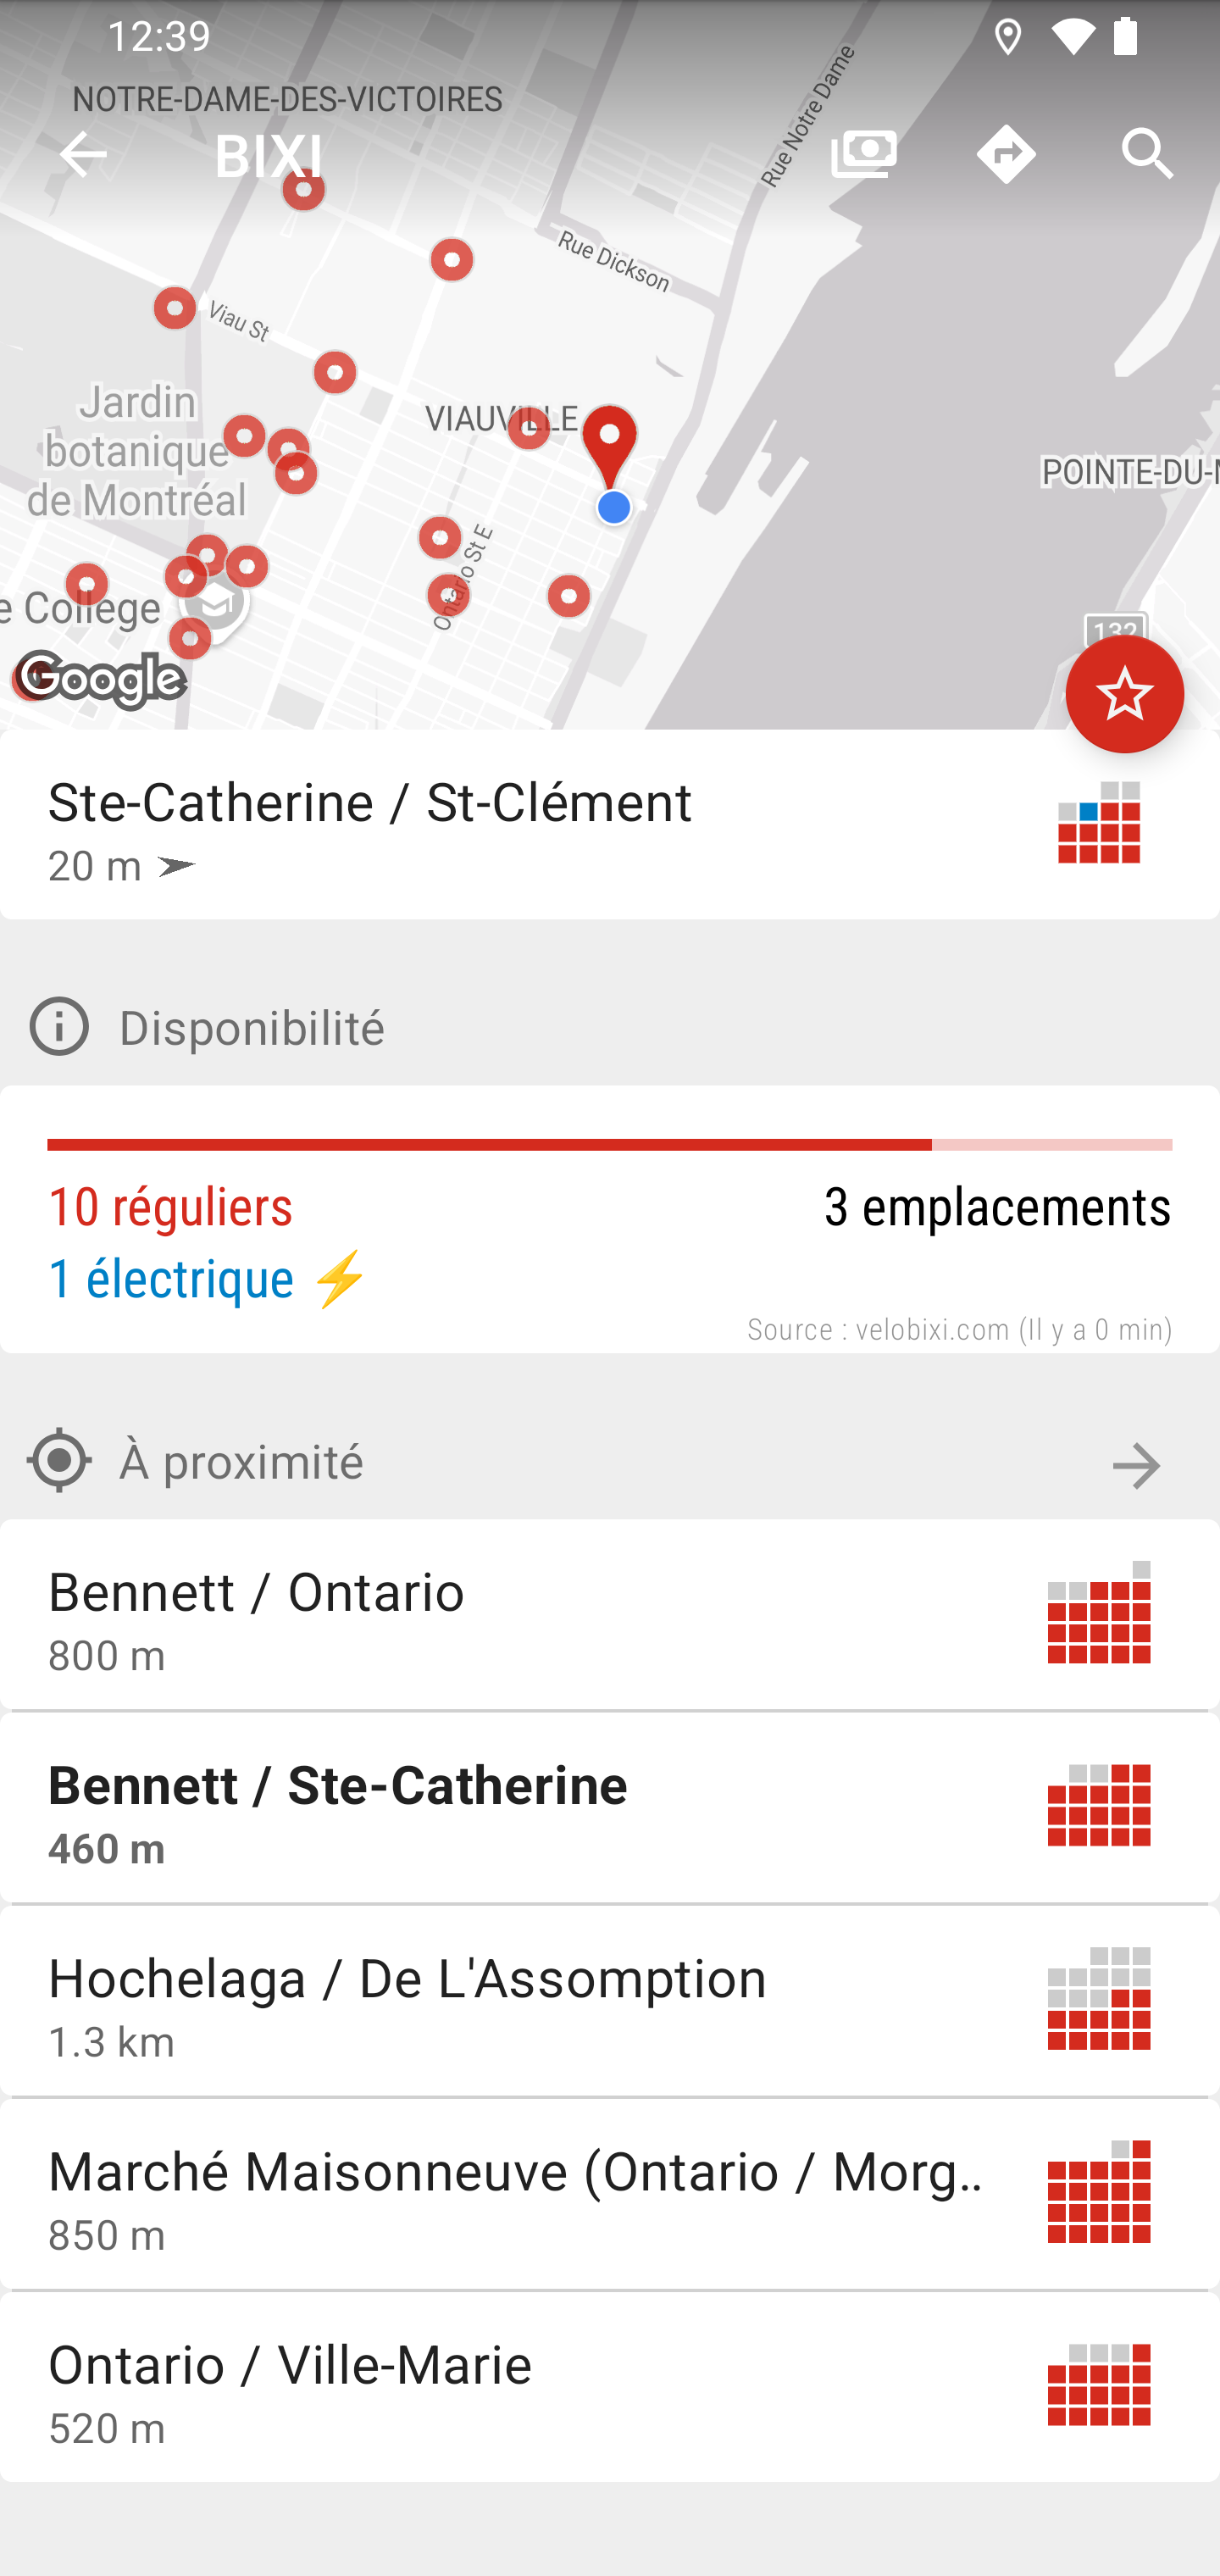 12:39
NOTRE-DAME-DES-VICTOIRES
BIXI
Rue Notre Dame
Rue Dickson
Viau St
Jardin
botanique
de Montréal
VIAUVILLE
POINTE-DU-M
Ontario St E
e College
132
Google
Ste-Catherine / St-Clément
20 m
Disponibilité
10 réguliers
3 emplacements
1 électrique ⚡
Source : velobixi.com (Il y a 0 min)
À proximité
Bennett / Ontario
800 m
Bennett / Ste-Catherine
460 m
Hochelaga / De L'Assomption
1.3 km
Marché Maisonneuve (Ontario / Morg..
850 m
Ontario / Ville-Marie
520 m